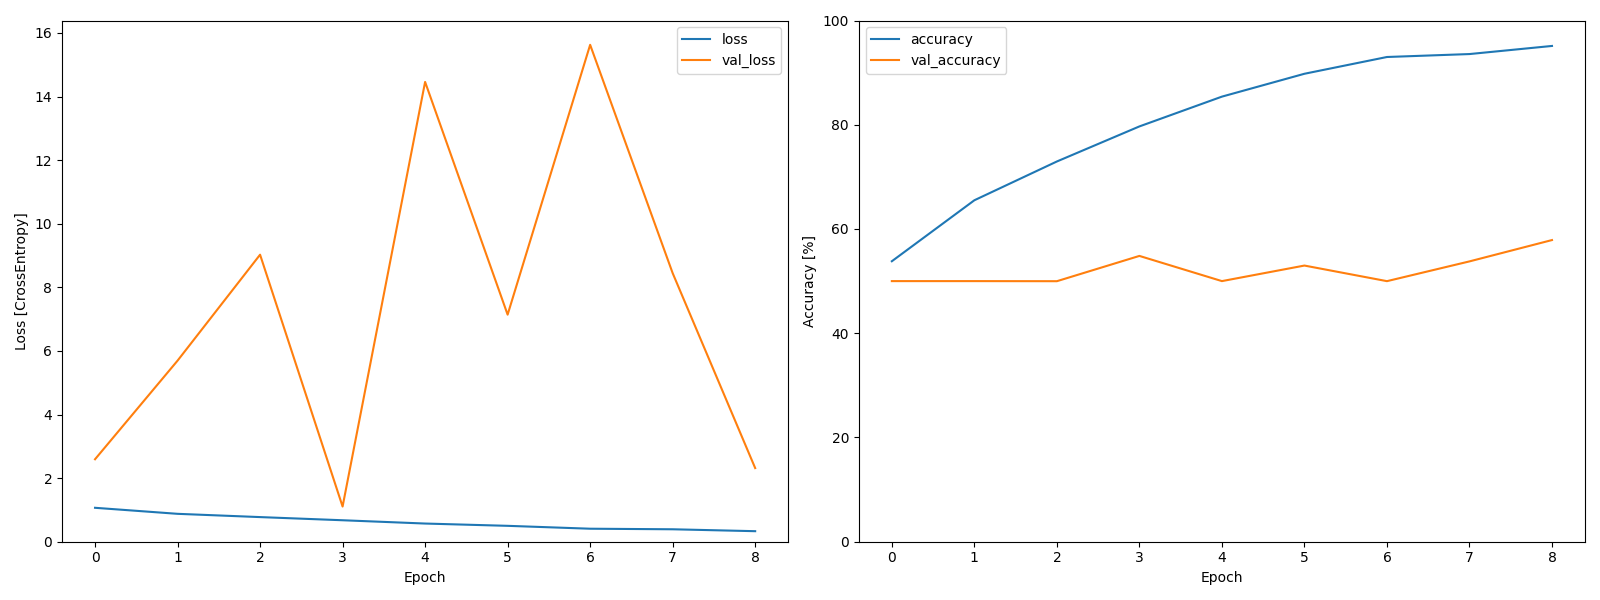 16
14
12
10
8
6
4
2
0
Loss [CrossEntropy]
loss
val_loss
0 1 2 3 4 5 6 7 8
Epoch
100
80
60
40
20
0
Accuracy [%]
accuracy
val_accuracy
0 1 2 3 4 5 6 7 8
Epoch